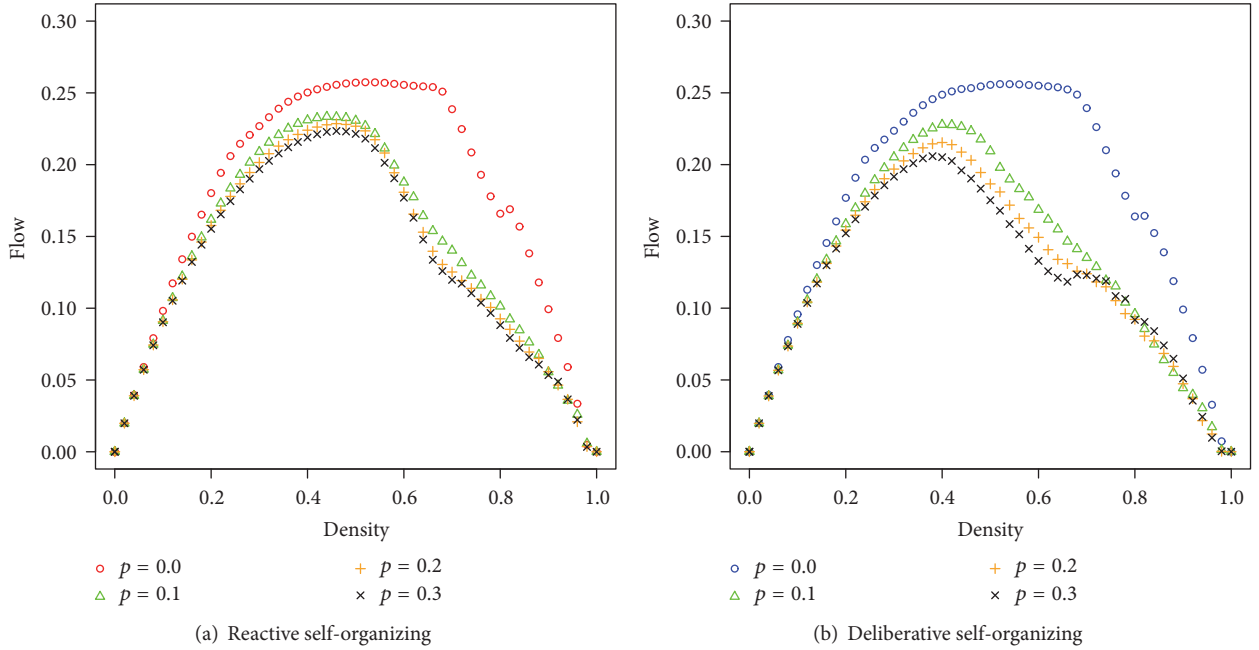 0.30
0.25
0.20
0.15
0.10
0.05
0.00
Flow
0.0 0.2 0.4 0.6 0.8 1.0
Density
p = 0.0
p = 0.2
p = 0.1
p = 0.3
(a) Reactive self-organizing
0.30
0.25
0.20
0.15
0.10
0.05
0.00
Flow
0.0 0.2 0.4 0.6 0.8 1.0
Density
p = 0.0
p = 0.2
p = 0.1
p = 0.3
(b) Deliberative self-organizing